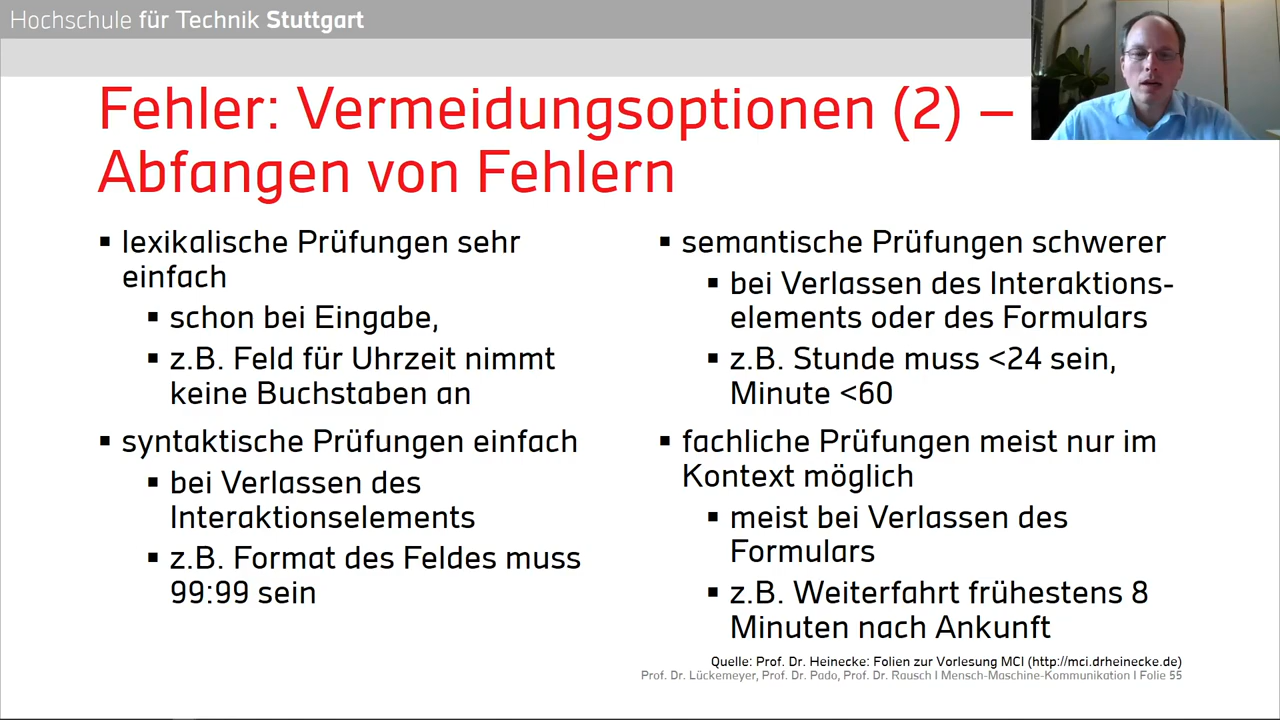 Hochschule für Technik Stuttgart
Fehler: Vermeidungsoptionen (2) –
Abfangen von Fehlern
▪ lexikalische Prüfungen sehr
einfach
▪ schon bei Eingabe,
▪ z.B. Feld für Uhrzeit nimmt
keine Buchstaben an
▪ syntaktische Prüfungen einfach
▪ bei Verlassen des
Interaktionselements
▪ z.B. Format des Feldes muss
99:99 sein
▪ semantische Prüfungen schwerer
▪ bei Verlassen des Interaktions-
elements oder des Formulars
▪ z.B. Stunde muss <24 sein,
Minute <60
▪ fachliche Prüfungen meist nur im
Kontext möglich
▪ meist bei Verlassen des
Formulars
▪ z.B. Weiterfahrt frühestens 8
Minuten nach Ankunft
Quelle: Prof. Dr. Heinecke: Folien zur Vorlesung MCI (http://mci.drheinecke.de)
Prof. Dr. Lückemeyer, Prof. Dr. Pado, Prof. Dr. Rausch I Mensch-Maschine-Kommunikation I Folie 55